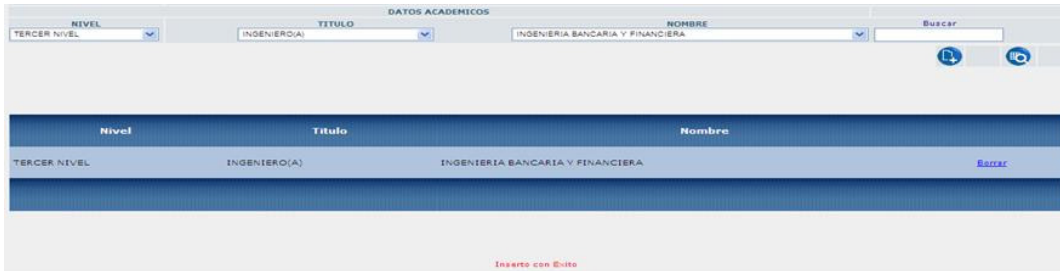 DATOS ACADEMICOS
NIVEL TITULO NOMBRE Buscar
TERCER NIVEL INGENIERO(A) INGENIERIA BANCARIA Y FINANCIERA
Nivel Titulo Nombre
TERCER NIVEL INGENIERO(A) INGENIERIA BANCARIA Y FINANCIERA Borrar
Inserto con Exito